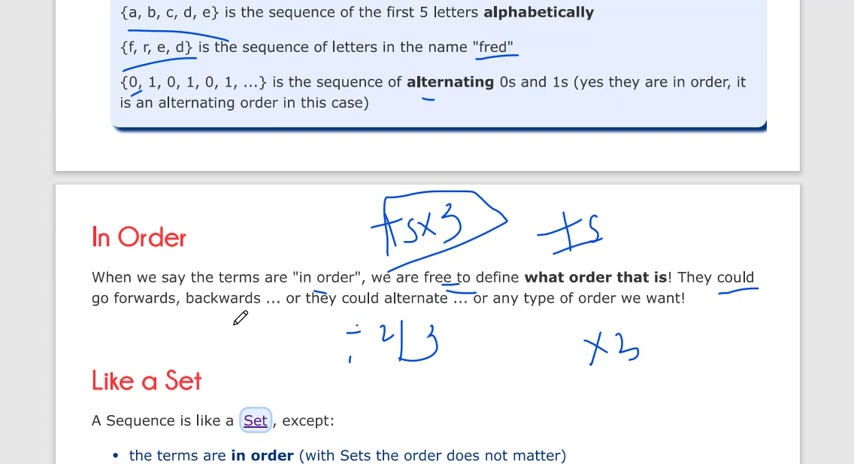 {a, b, c, d, e} is the sequence of the first 5 letters alphabetically
{f, r, e, d} is the sequence of letters in the name "fred"
{0, 1, 0, 1, 0, 1, ...} is the sequence of alternating 0s and 1s (yes they are in order, it
is an alternating order in this case)
In Order
When we say the terms are "in order", we are free to define what order that is! They could
go forwards, backwards ... or they could alternate ... or any type of order we want!
×3
Like a Set
A Sequence is like a Set, except:
• the terms are in order (with Sets the order does not matter)